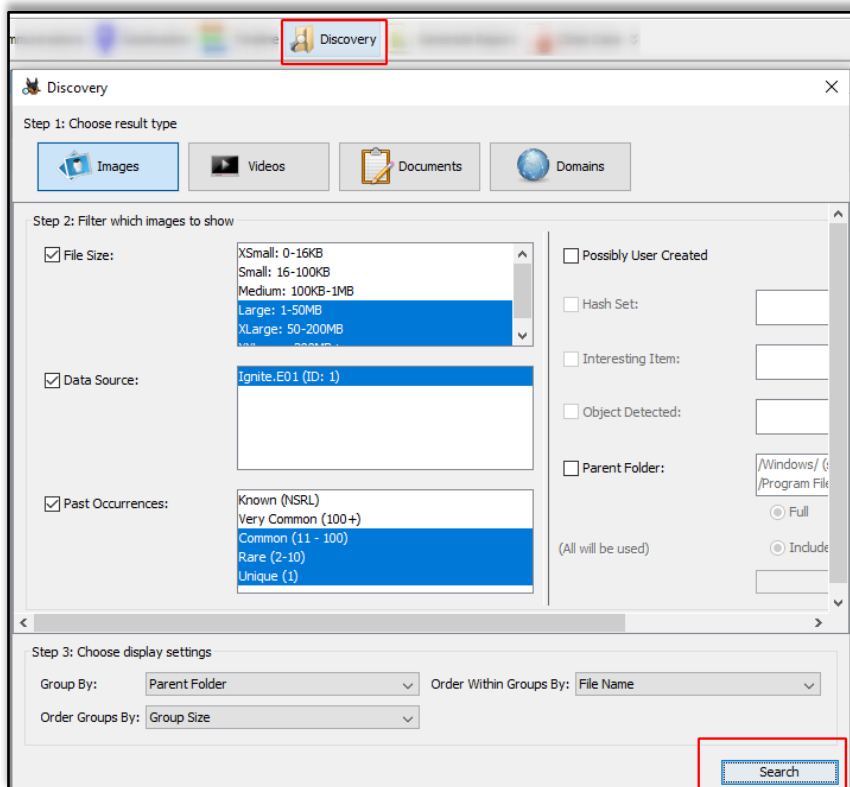 Discovery
Discovery
Step 1: Choose result type
Images Videos Documents Domains
Step 2: Filter which images to show
File Size:
XSmall: 0-16KB
Small: 16-100KB
Medium: 100KB-1MB
Large: 1-50MB
XLarge: 50-200MB
Data Source:
Ignite.E01 (ID: 1)
Past Occurrences:
Known (NSRL)
Very Common (100+)
Common (11 - 100)
Rare (2-10)
Unique (1)
Possibly User Created
Hash Set:
Interesting Item:
Object Detected:
Parent Folder:
/Windows/ (s
/Program File
Full
(All will be used)
Include
Step 3: Choose display settings
Group By: Parent Folder Order Within Groups By: File Name
Order Groups By: Group Size
Search